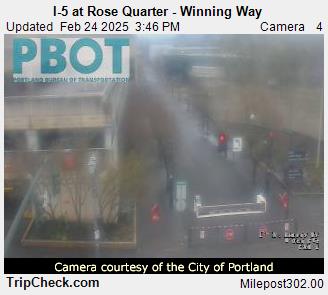 I-5 at Rose Quarter - Winning Way
Updated Feb 24 2025 3:46 PM Camera 4
PBOT
PORTLAND BUREAU OF TRANSPORTATION
Camera courtesy of the City of Portland
TripCheck.com Milepost302.00